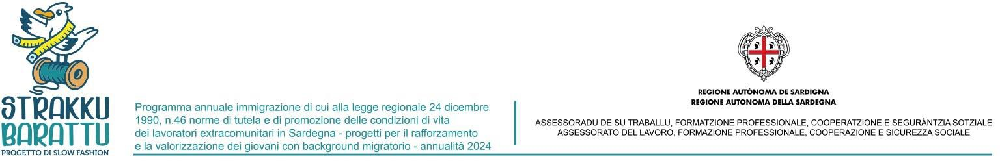 STRAKKU
BARATTU
PROGETTO DI SLOW FASHION
Programma annuale immigrazione di cui alla legge regionale 24 dicembre
1990, n.46 norme di tutela e di promozione delle condizioni di vita
dei lavoratori extracomunitari in Sardegna - progetti per il rafforzamento
e la valorizzazione dei giovani con background migratorio - annualità 2024
REGIONE AUTÒNOMA DE SARDIGNA
REGIONE AUTONOMA DELLA SARDEGNA
ASSESSORADU DE SU TRABALLU, FORMATZIONE PROFESSIONALE, COOPERATZIONE E SEGURÀNTZIA SOTZIALE
ASSESSORATO DEL LAVORO, FORMAZIONE PROFESSIONALE, COOPERAZIONE E SICUREZZA SOCIALE